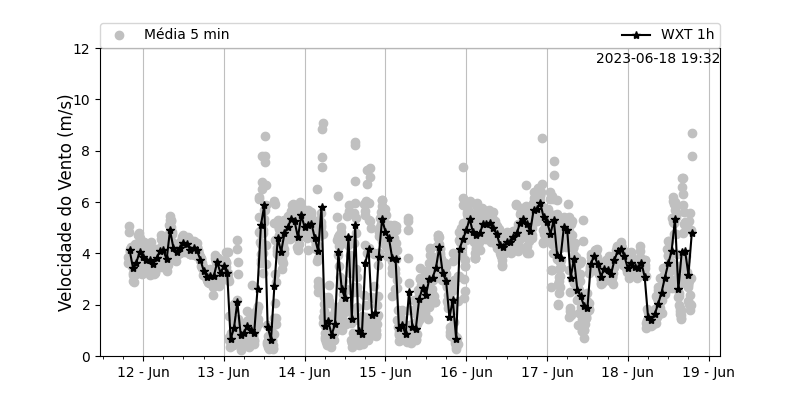 Média 5 min
WXT 1h
2023-06-18 19:32
Velocidade do Vento (m/s)
12
10
8
6
4
2
0
12 - Jun
13 - Jun
14 - Jun
15 - Jun
16 - Jun
17 - Jun
18 - Jun
19 - Jun